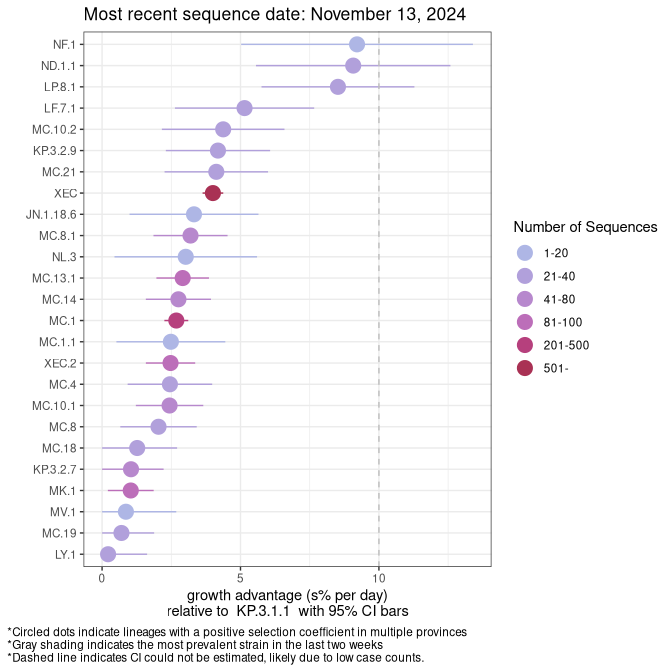 Most recent sequence date: November 13, 2024
NF.1
ND.1.1
LP.8.1
LF.7.1
MC.10.2
KP.3.2.9
MC.21
XEC
JN.1.18.6
MC.8.1
NL.3
MC.13.1
MC.14
MC.1
MC.1.1
XEC.2
MC.4
MC.10.1
MC.8
MC.18
KP.3.2.7
MK.1
MV.1
MC.19
LY.1
0 5 10
growth advantage (s% per day)
relative to KP.3.1.1 with 95% CI bars
Number of Sequences
1-20
21-40
41-80
81-100
201-500
501-
*Circled dots indicate lineages with a positive selection coefficient in multiple provinces
*Gray shading indicates the most prevalent strain in the last two weeks
*Dashed line indicates CI could not be estimated, likely due to low case counts.